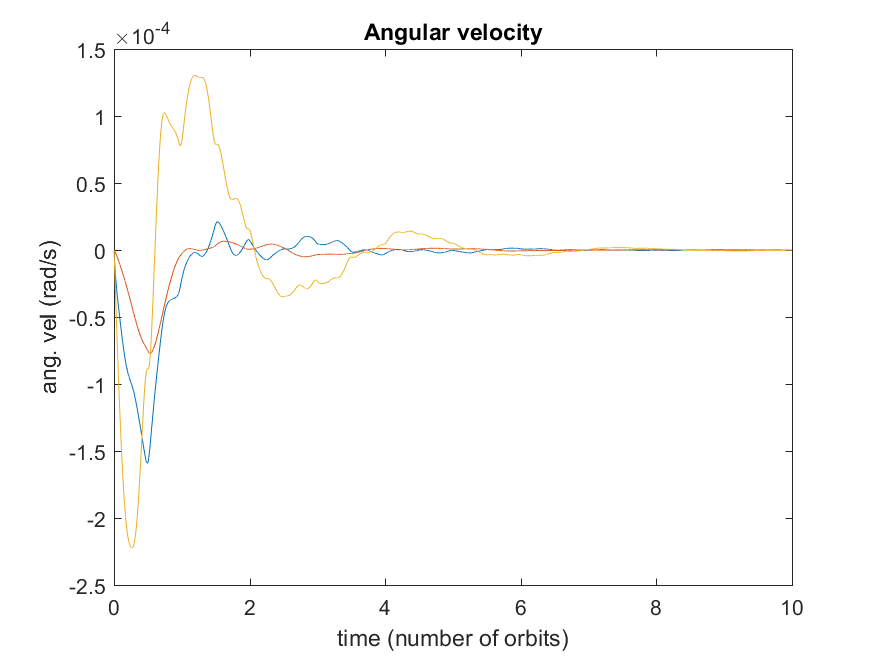 Angular velocity
×10-4
1.5
1
0.5
0
-0.5
-1
-1.5
-2
-2.5
ang. vel (rad/s)
0 2 4 6 8 10
time (number of orbits)